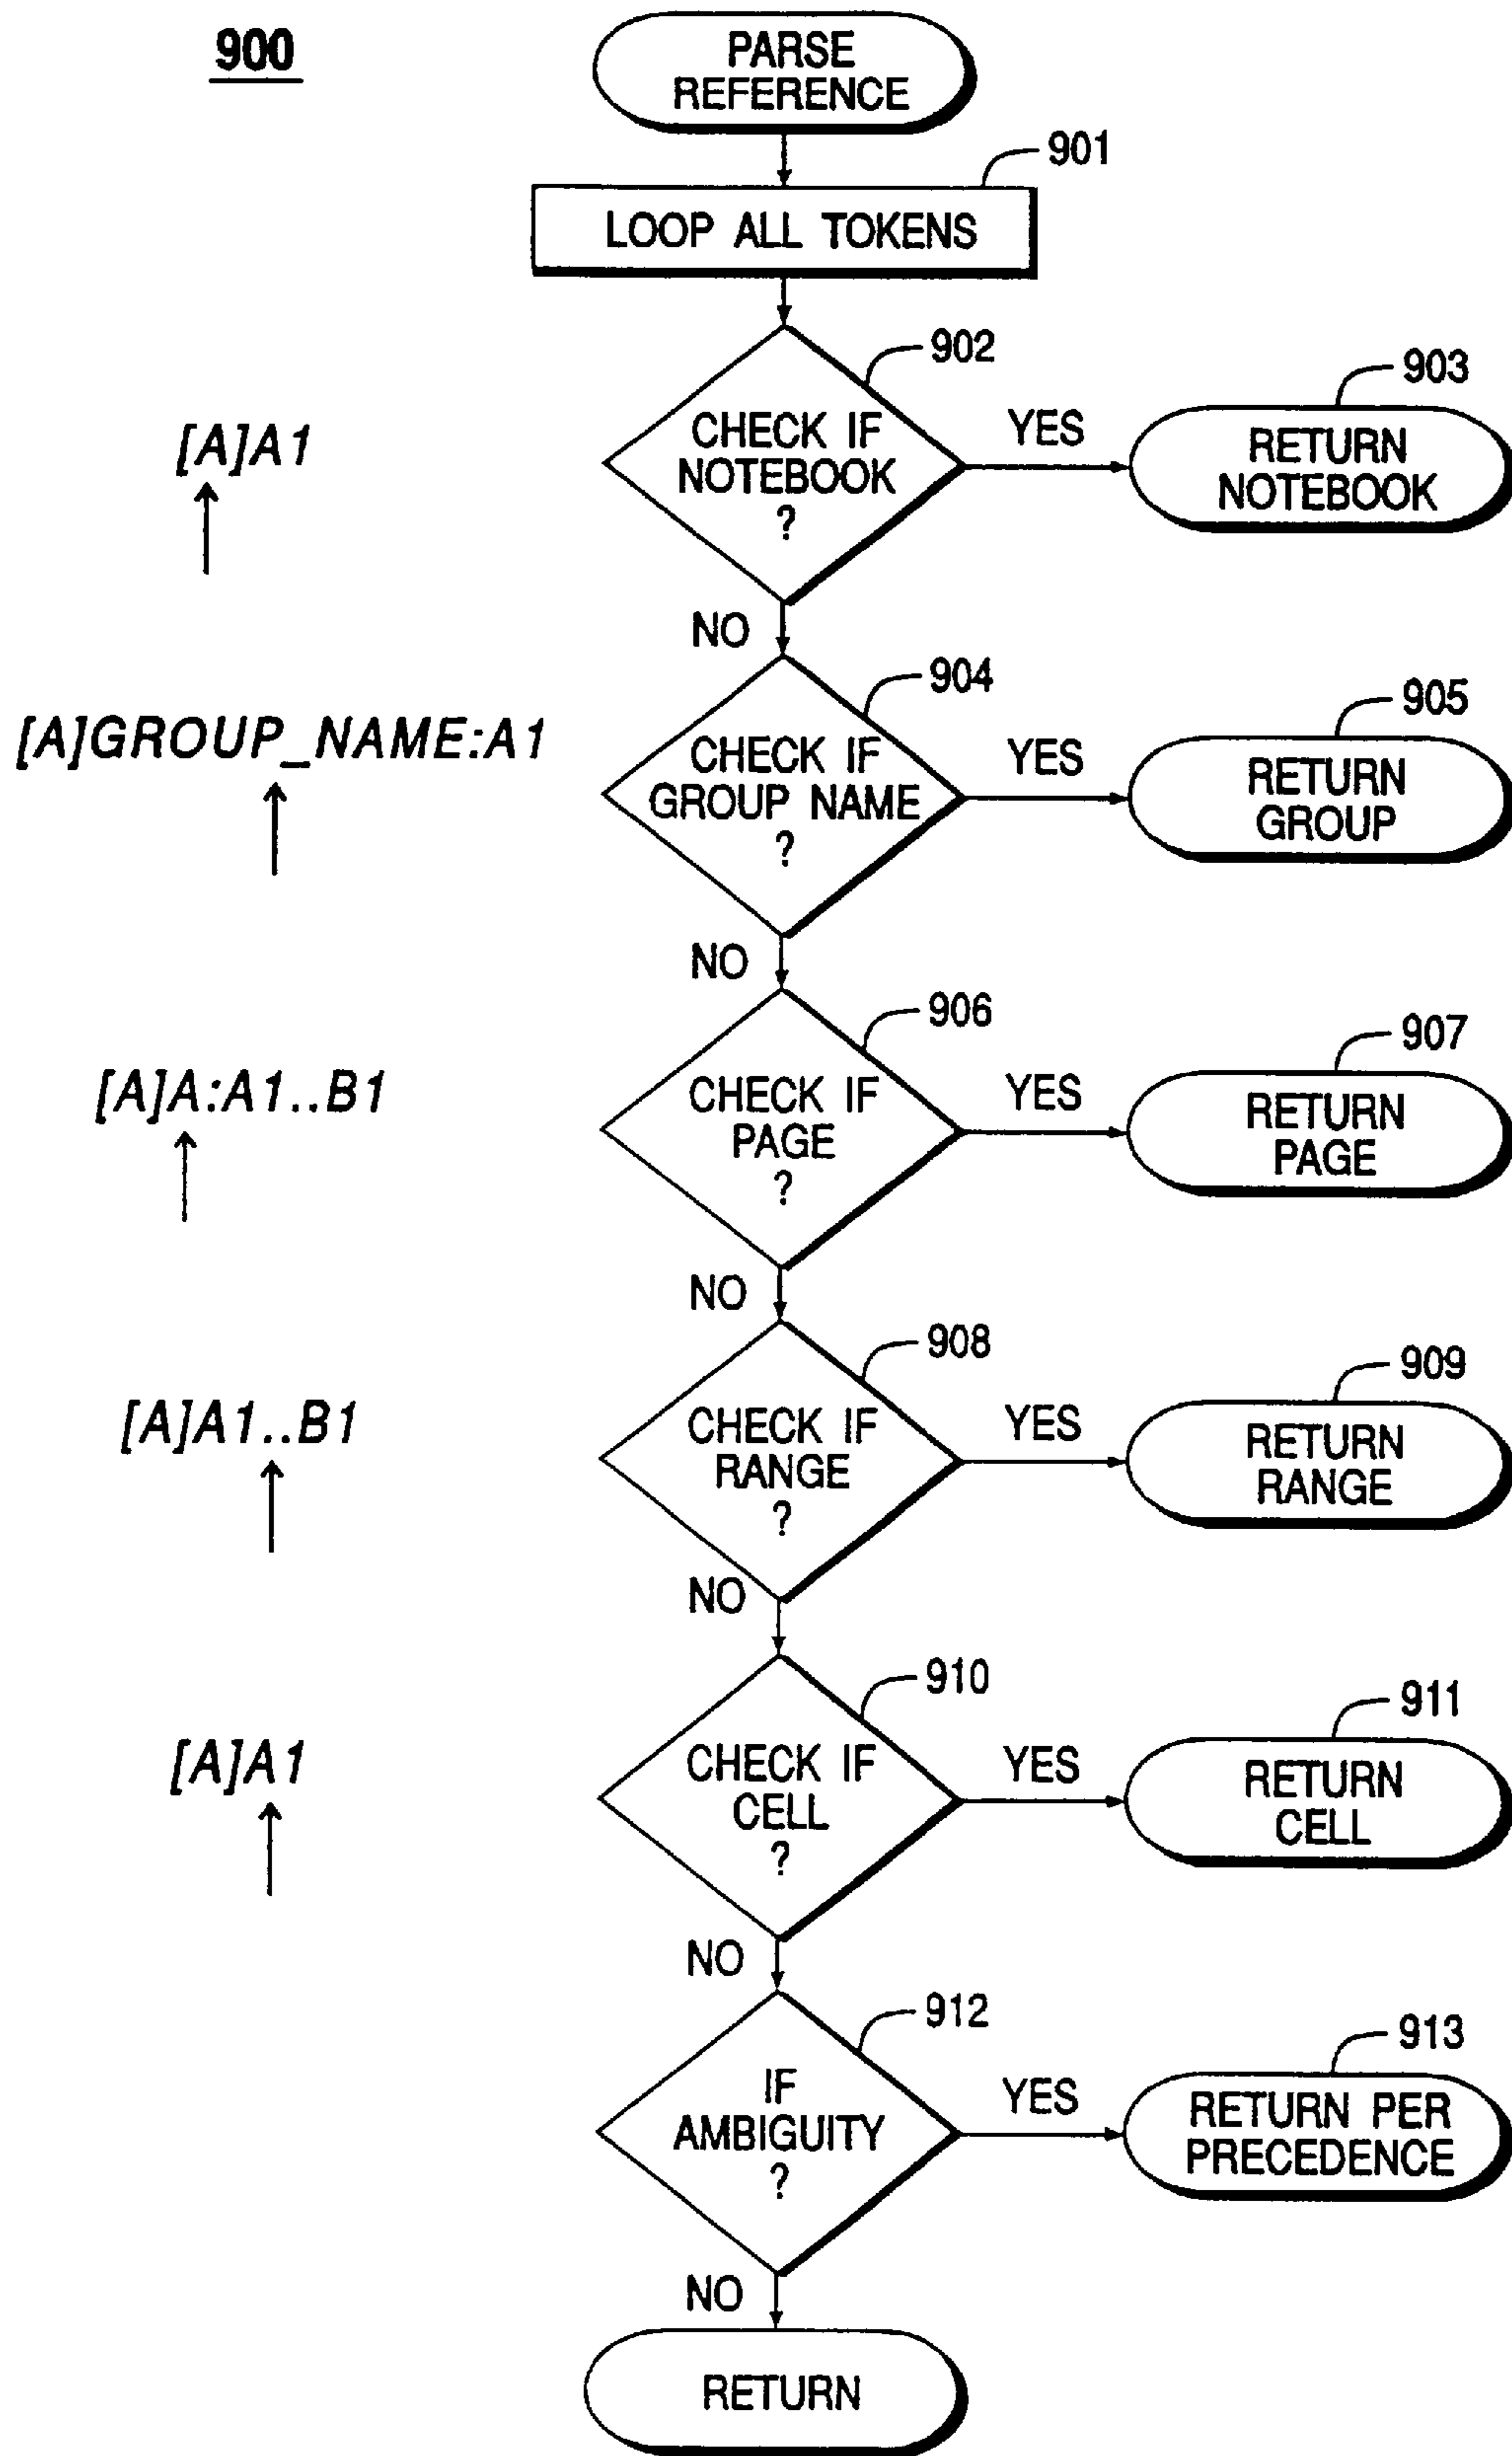 900
PARSE
REFERENCE
901
LOOP ALL TOKENS
902
903
[A]A1
CHECK IF
NOTEBOOK
?
YES
RETURN
NOTEBOOK
NO
904
905
[A]GROUP_NAME:A1
CHECK IF
GROUP NAME
?
YES
RETURN
GROUP
NO
906
907
[A]A:A1..B1
CHECK IF
PAGE
?
YES
RETURN
PAGE
NO
908
909
[A]A1..B1
CHECK IF
RANGE
?
YES
RETURN
RANGE
NO
910
911
[A]A1
CHECK IF
CELL
?
YES
RETURN
CELL
NO
912
913
IF
AMBIGUITY
?
YES
RETURN PER
PRECEDENCE
NO
RETURN